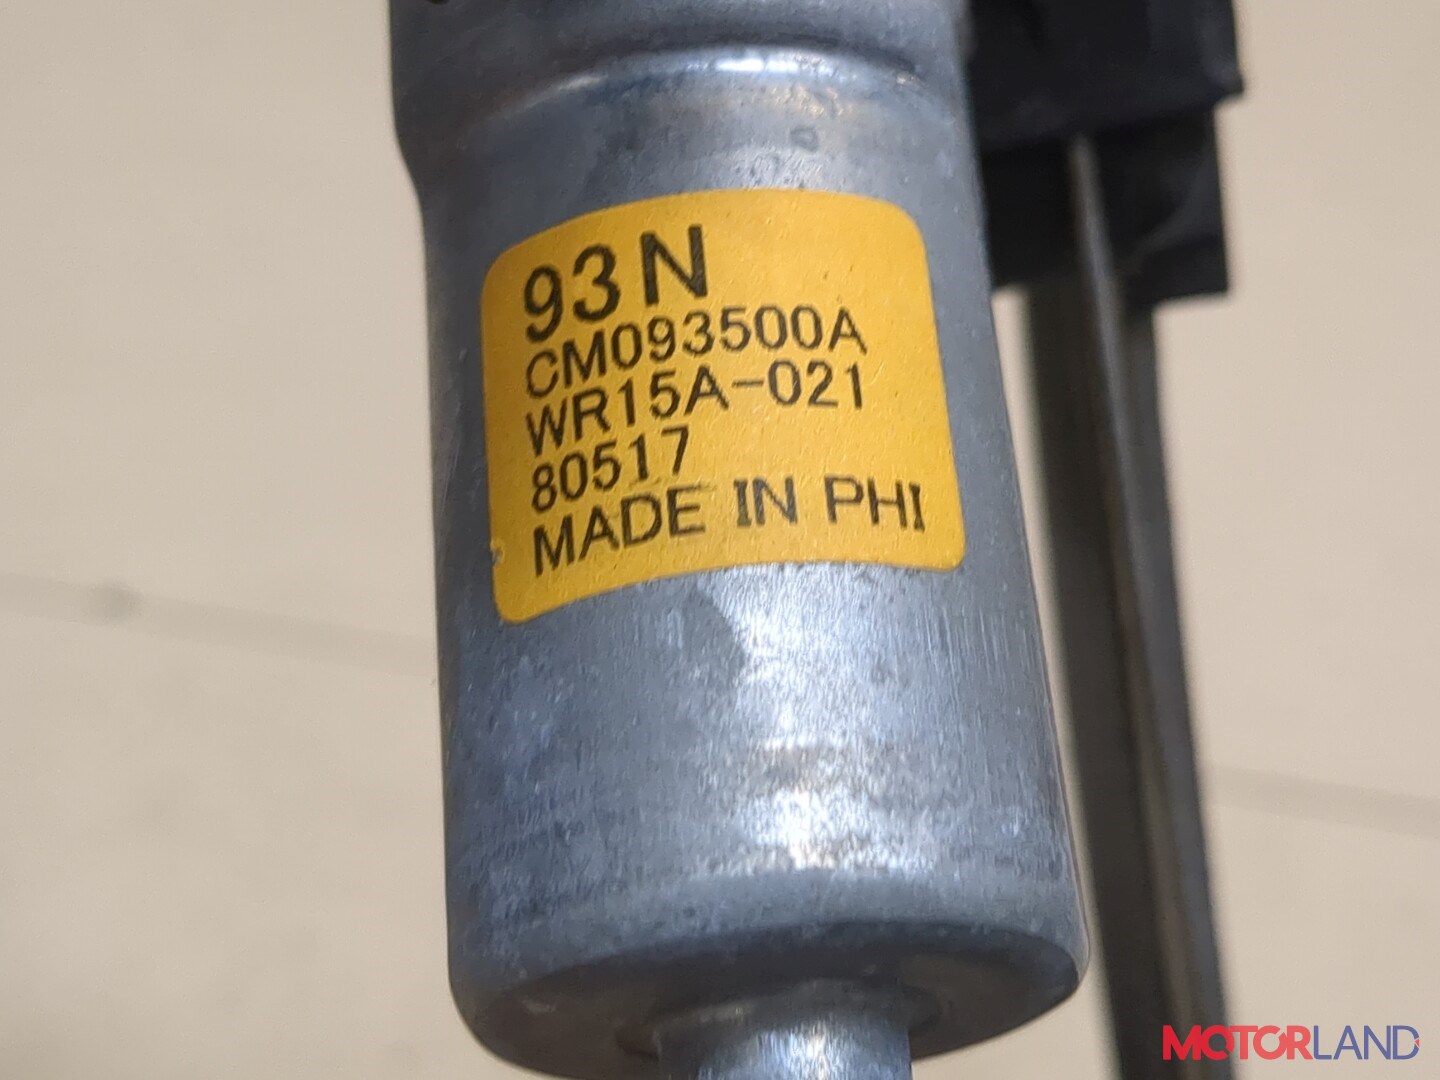 93N
CM093500A
WR15A-021
80517
MADE IN PHI
MOTORLAND